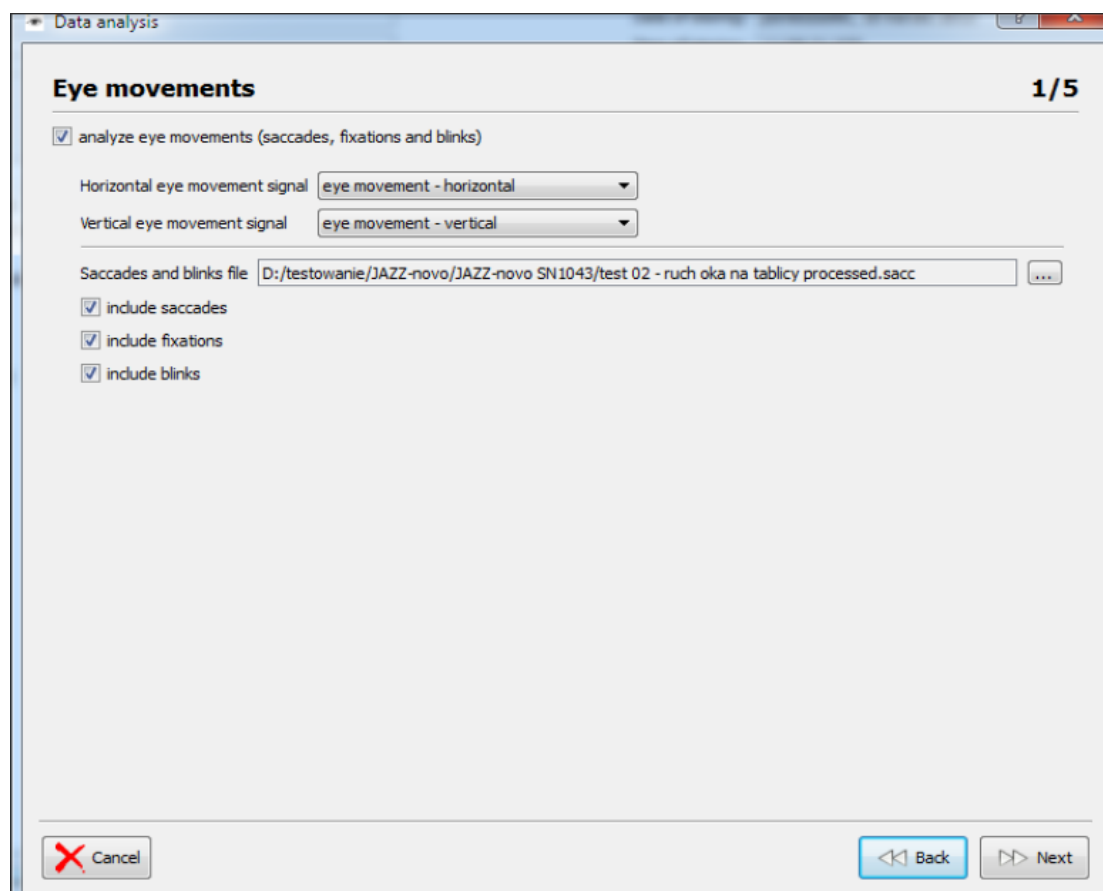 Data analysis
Eye movements 1/5
analyze eye movements (saccades, fixations and blinks)
Horizontal eye movement signal eye movement - horizontal
Vertical eye movement signal eye movement - vertical
Saccades and blinks file D:/testowanie/JAZZ-novo/JAZZ-novo SN1043/test 02 - ruch oka na tablicy processed.sacc ...
include saccades
include fixations
include blinks
Cancel Back Next